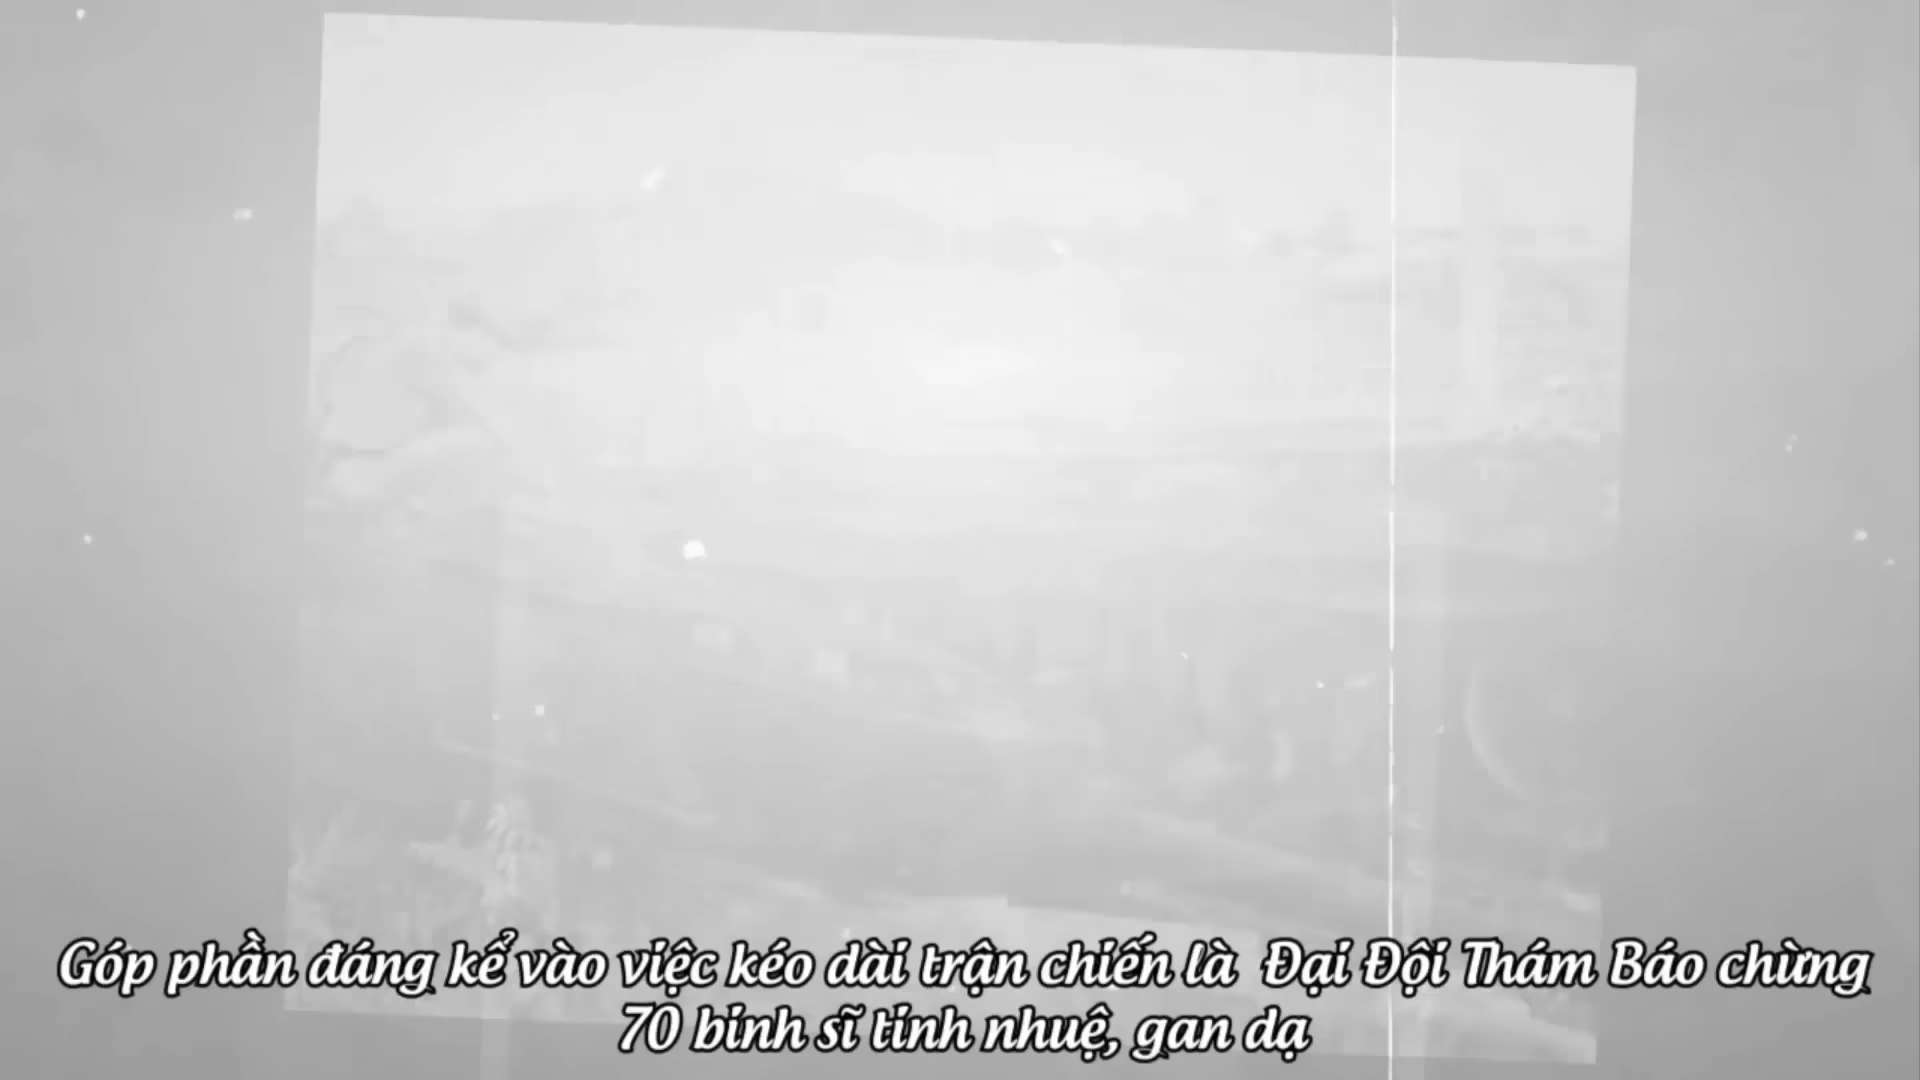 Góp phần đáng kể vào việc kéo dài trận chiến là  Đại Đội Thám Báo chừng
70 binh sĩ tinh nhuệ, gan dạ